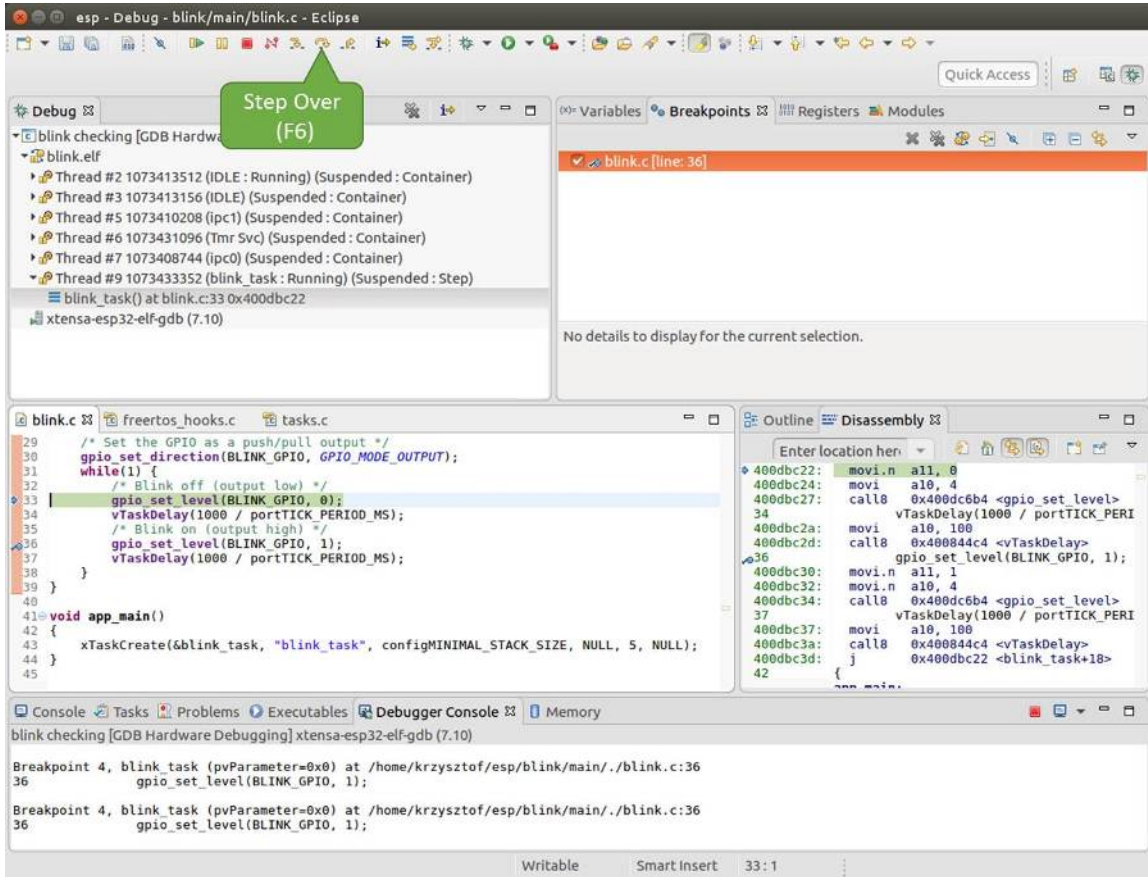 esp - Debug - blink/main/blink.c - Eclipse
Quick Access
Step Over
(F6)
Debug
blink checking [GDB Hardwa
blink.elf
Thread #2 1073413512 (IDLE : Running) (Suspended : Container)
Thread #3 1073413156 (IDLE) (Suspended : Container)
Thread #5 1073410208 (ipc1) (Suspended : Container)
Thread #6 1073431096 (Tmr Svc) (Suspended : Container)
Thread #7 1073408744 (ipc0) (Suspended : Container)
Thread #9 1073433352 (blink_task : Running) (Suspended : Step)
blink_task() at blink.c:33 0x400dbc22
xtensa-esp32-elf-gdb (7.10)
(x)= Variables Breakpoints Registers Modules
blink.c [line: 36]
No details to display for the current selection.
blink.c freertos_hooks.c tasks.c
29 /* Set the GPIO as a push/pull output */
30 gpio_set_direction(BLINK_GPIO, GPIO_MODE_OUTPUT);
31 while(1) {
32 /* Blink off (output low) */
33 gpio_set_level(BLINK_GPIO, 0);
34 vTaskDelay(1000 / portTICK_PERIOD_MS);
35 /* Blink on (output high) */
36 gpio_set_level(BLINK_GPIO, 1);
37 vTaskDelay(1000 / portTICK_PERIOD_MS);
38 }
39 }
40
41 void app_main()
42 {
43 xTaskCreate(&blink_task, "blink_task", configMINIMAL_STACK_SIZE, NULL, 5, NULL);
44 }
45
Outline Disassembly
Enter location her
400dbc22: movi.n a11, 0
400dbc24: movi a10, 4
400dbc27: call8 0x400dc6b4 <gpio_set_level>
34 vTaskDelay(1000 / portTICK_PERI
400dbc2a: movi a10, 100
400dbc2d: call8 0x400844c4 <vTaskDelay>
36 gpio_set_level(BLINK_GPIO, 1);
400dbc30: movi.n a11, 1
400dbc32: movi.n a10, 4
400dbc34: call8 0x400dc6b4 <gpio_set_level>
37 vTaskDelay(1000 / portTICK_PERI
400dbc37: movi a10, 100
400dbc3a: call8 0x400844c4 <vTaskDelay>
400dbc3d: j 0x400dbc22 <blink_task+18>
42 {
app_main:
Console Tasks Problems Executables Debugger Console Memory
blink checking [GDB Hardware Debugging] xtensa-esp32-elf-gdb (7.10)
Breakpoint 4, blink_task (pvParameter=0x0) at /home/krzysztof/esp/blink/main/./blink.c:36
36 gpio_set_level(BLINK_GPIO, 1);
Breakpoint 4, blink_task (pvParameter=0x0) at /home/krzysztof/esp/blink/main/./blink.c:36
36 gpio_set_level(BLINK_GPIO, 1);
Writable Smart Insert 33 : 1